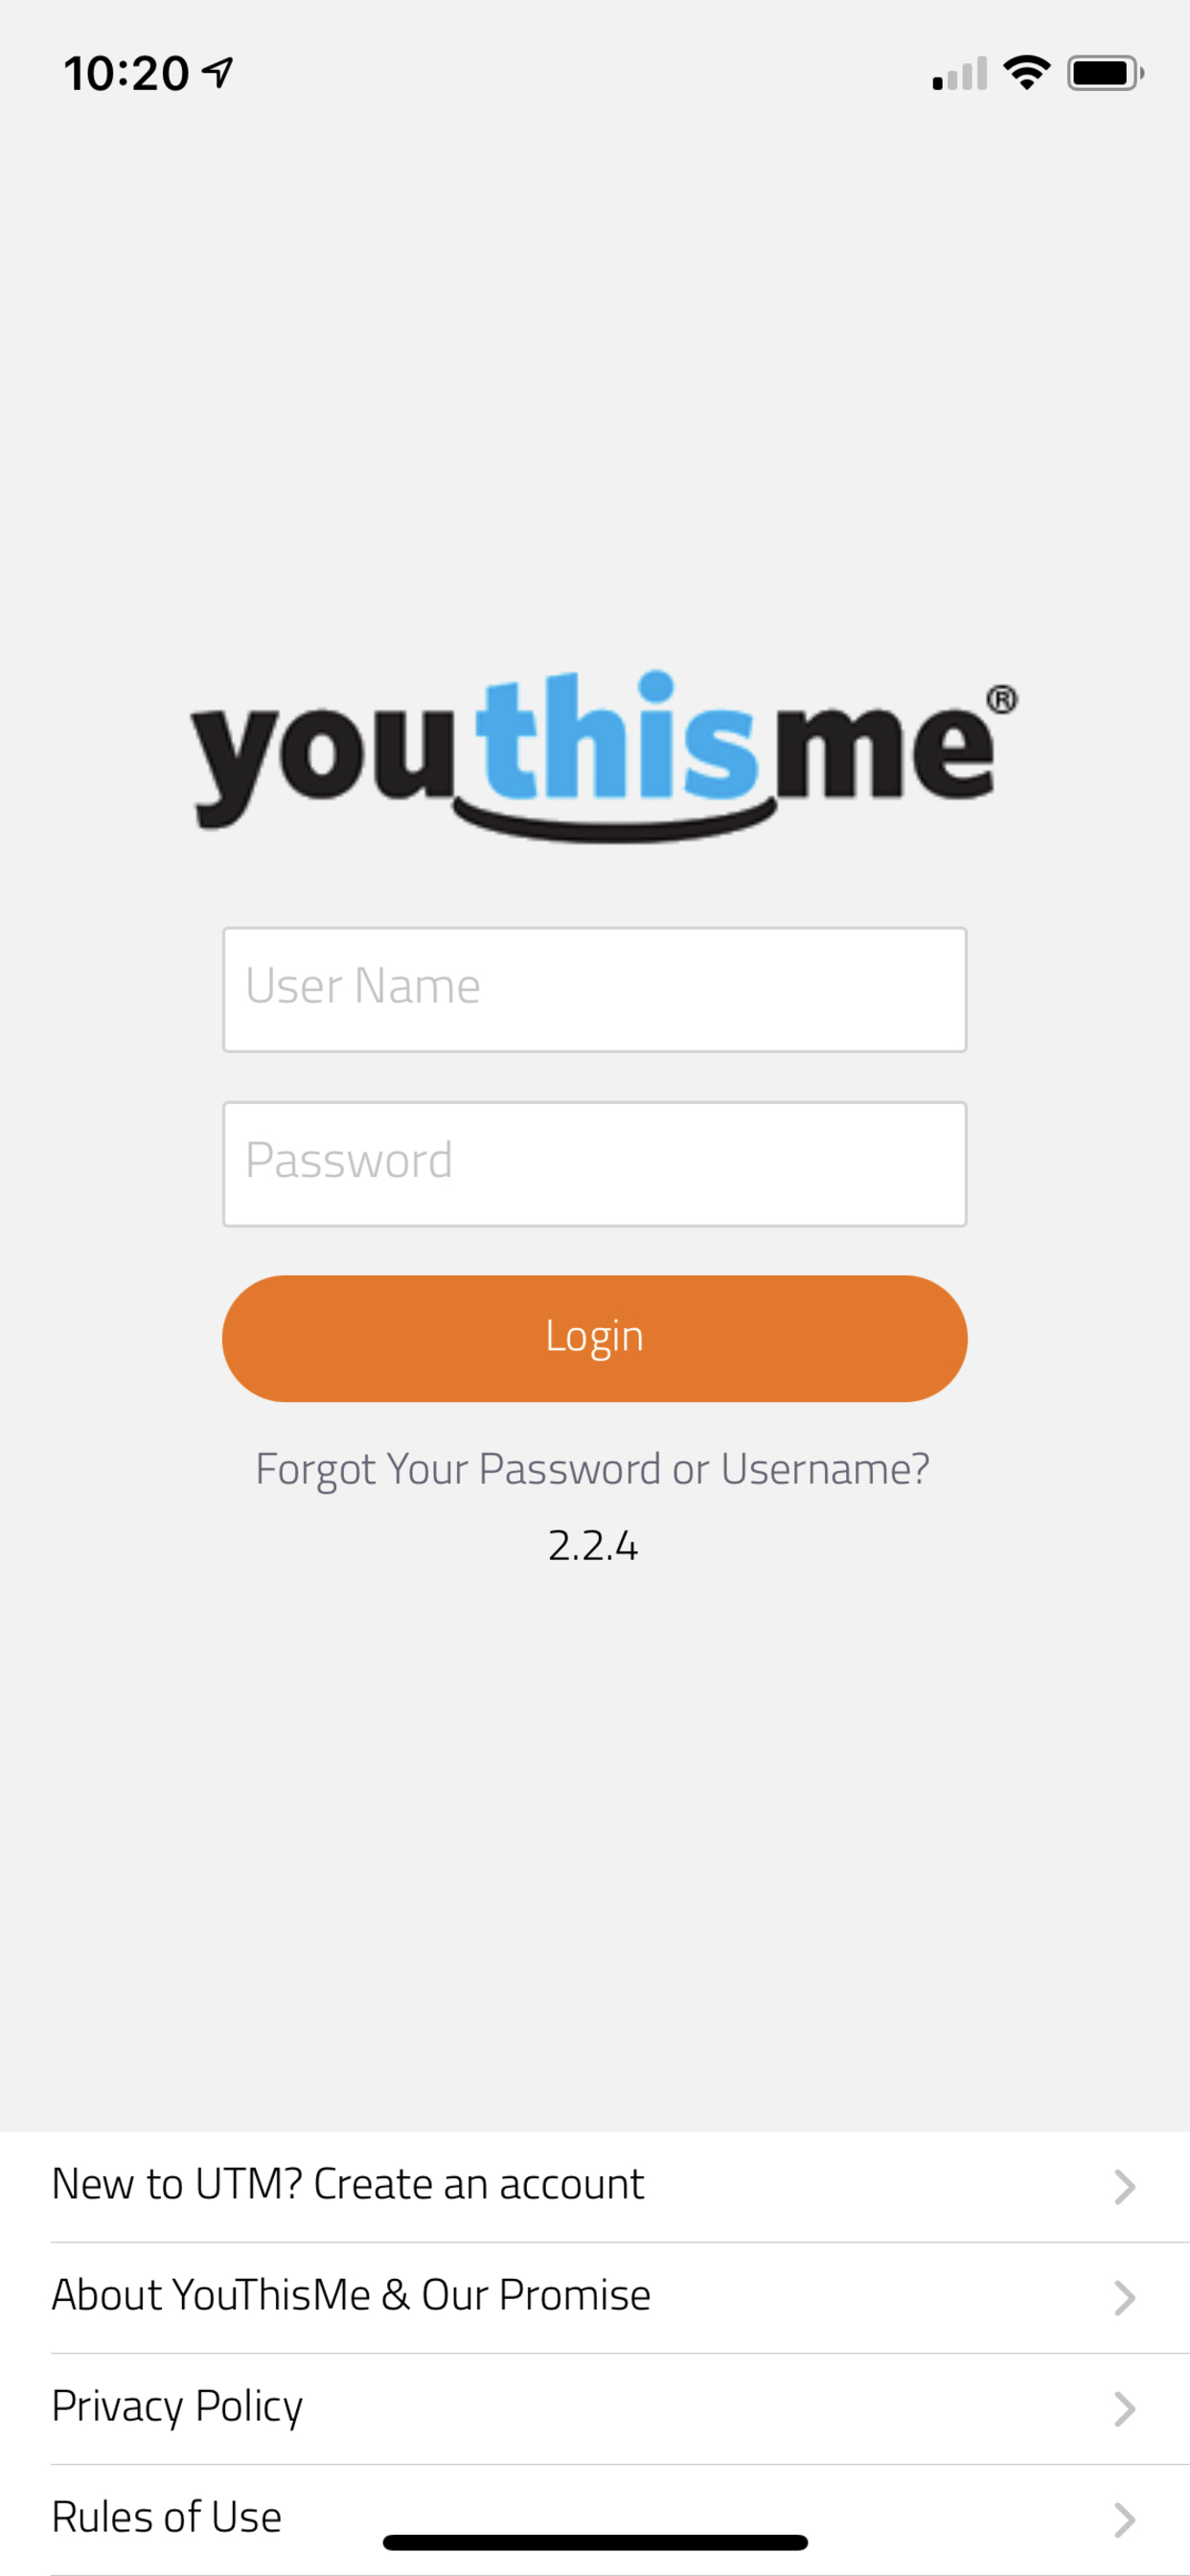 10:20
youthisme®
User Name
Password
Login
Forgot Your Password or Username?
2.2.4
New to UTM? Create an account
About YouThisMe & Our Promise
Privacy Policy
Rules of Use